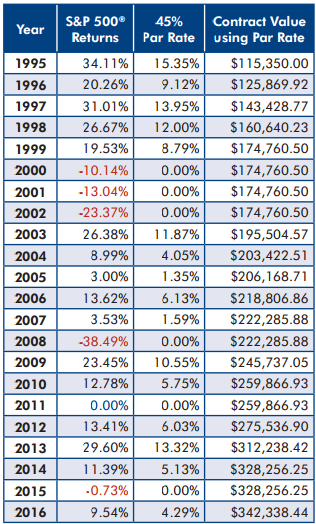 Year S&P 500® Returns 45% Par Rate Contract Value using Par Rate
1995 34.11% 15.35% $115,350.00
1996 20.26% 9.12% $125,869.92
1997 31.01% 13.95% $143,428.77
1998 26.67% 12.00% $160,640.23
1999 19.53% 8.79% $174,760.50
2000 -10.14% 0.00% $174,760.50
2001 -13.04% 0.00% $174,760.50
2002 -23.37% 0.00% $174,760.50
2003 26.38% 11.87% $195,504.57
2004 8.99% 4.05% $203,422.51
2005 3.00% 1.35% $206,168.71
2006 13.62% 6.13% $218,806.86
2007 3.53% 1.59% $222,285.88
2008 -38.49% 0.00% $222,285.88
2009 23.45% 10.55% $245,737.05
2010 12.78% 5.75% $259,866.93
2011 0.00% 0.00% $259,866.93
2012 13.41% 6.03% $275,536.90
2013 29.60% 13.32% $312,238.42
2014 11.39% 5.13% $328,256.25
2015 -0.73% 0.00% $328,256.25
2016 9.54% 4.29% $342,338.44